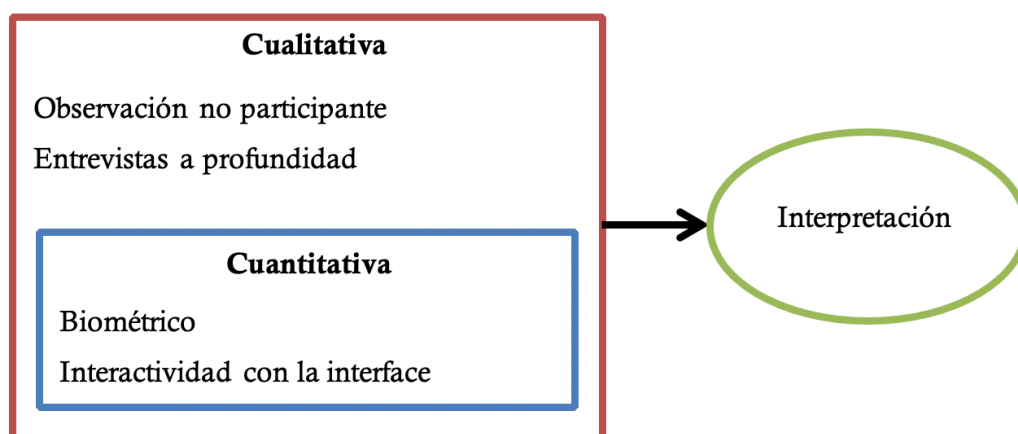 Cualitativa
Observación no participante
Entrevistas a profundidad
Cuantitativa
Biométrico
Interactividad con la interface
Interpretación